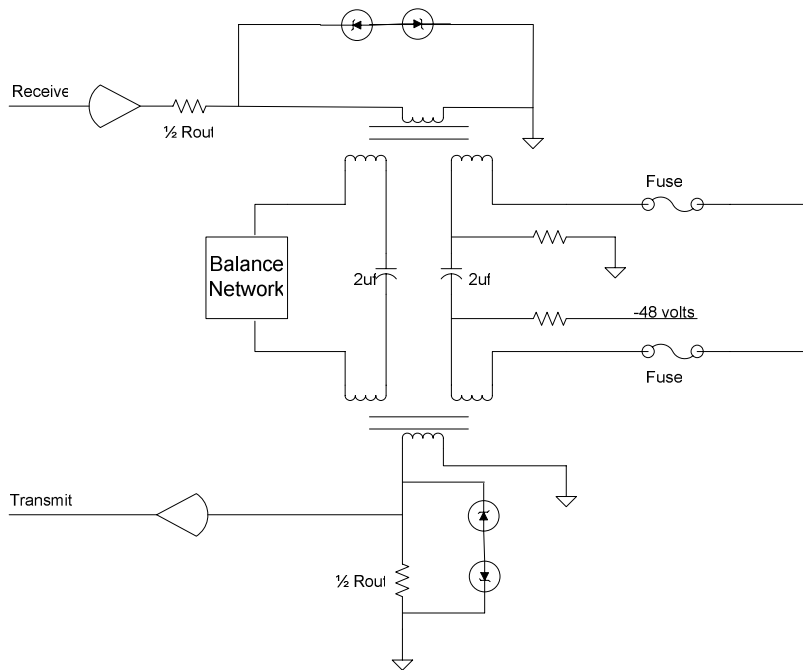 Receive
½ Rout
Fuse
Balance
Network
2uf
2uf
-48 volts
Fuse
Transmit
½ Rout